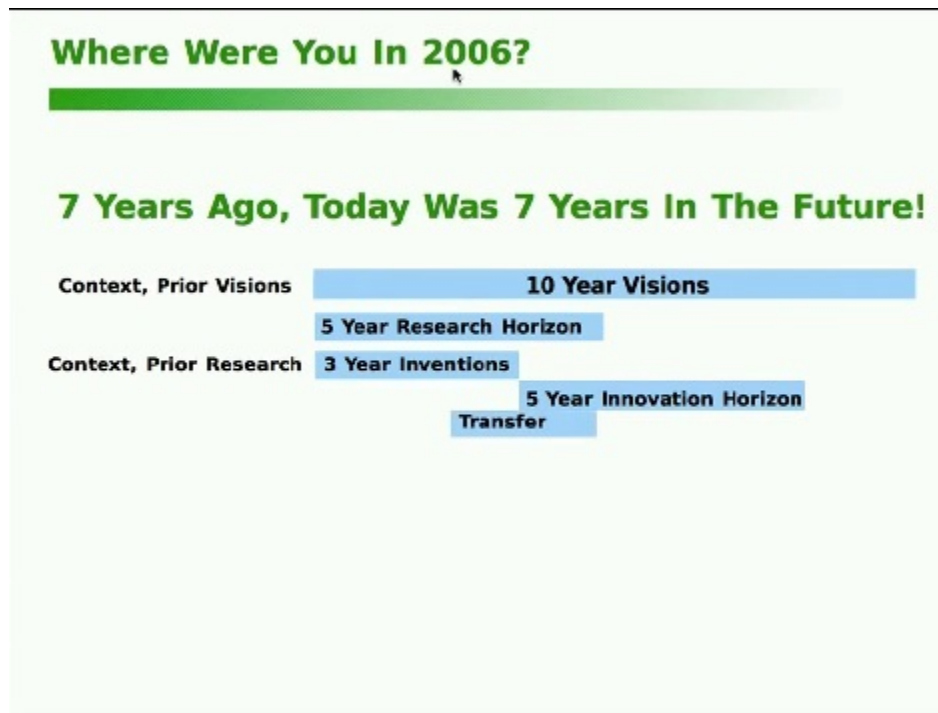 Where Were You In 2006?
7 Years Ago, Today Was 7 Years In The Future!
Context, Prior Visions 10 Year Visions
5 Year Research Horizon
Context, Prior Research 3 Year Inventions
5 Year Innovation Horizon
Transfer